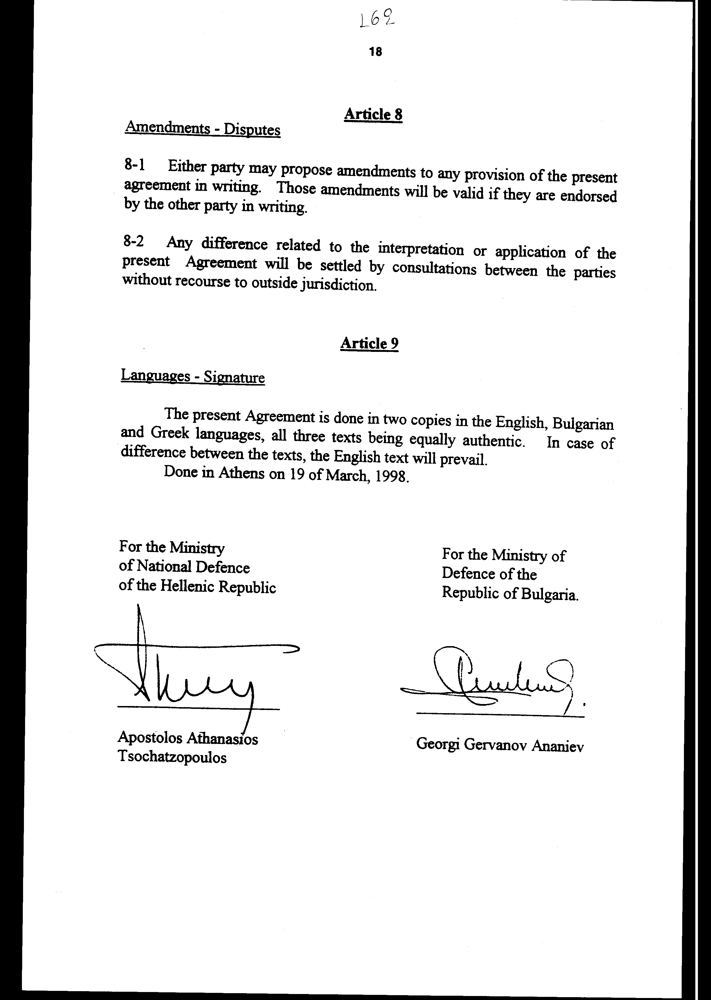 162
18
Article 8
Amendments - Disputes
8-1 Either party may propose amendments to any provision of the present
agreement in writing. Those amendments will be valid if they are endorsed
by the other party in writing.
8-2 Any difference related to the interpretation or application of the
present Agreement will be settled by consultations between the parties
without recourse to outside jurisdiction.
Article 9
Languages - Signature
The present Agreement is done in two copies in the English, Bulgarian
and Greek languages, all three texts being equally authentic. In case of
difference between the texts, the English text will prevail.
Done in Athens on 19 of March, 1998.
For the Ministry
of National Defence
of the Hellenic Republic
For the Ministry of
Defence of the
Republic of Bulgaria.
Apostolos Athanasios
Tsochatzopoulos
Georgi Gervanov Ananiev